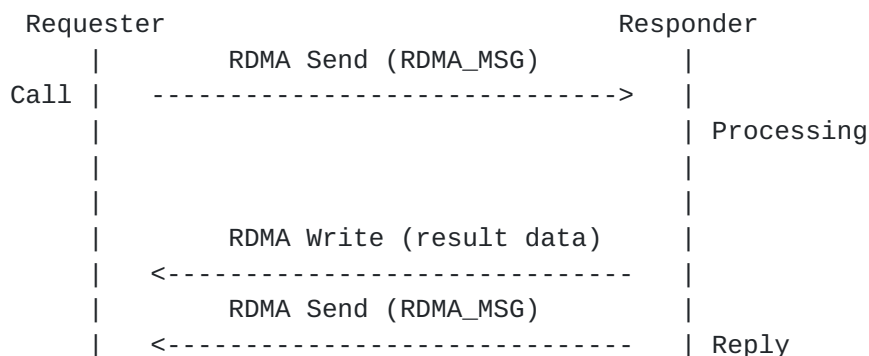 Requester                             Responder
    |        RDMA Send (RDMA_MSG)         |
Call |   ------------------------------>   |
    |                                     | Processing
    |                                     |
    |                                     |
    |        RDMA Write (result data)     |
    |   <------------------------------   |
    |        RDMA Send (RDMA_MSG)         |
    |   <------------------------------   | Reply